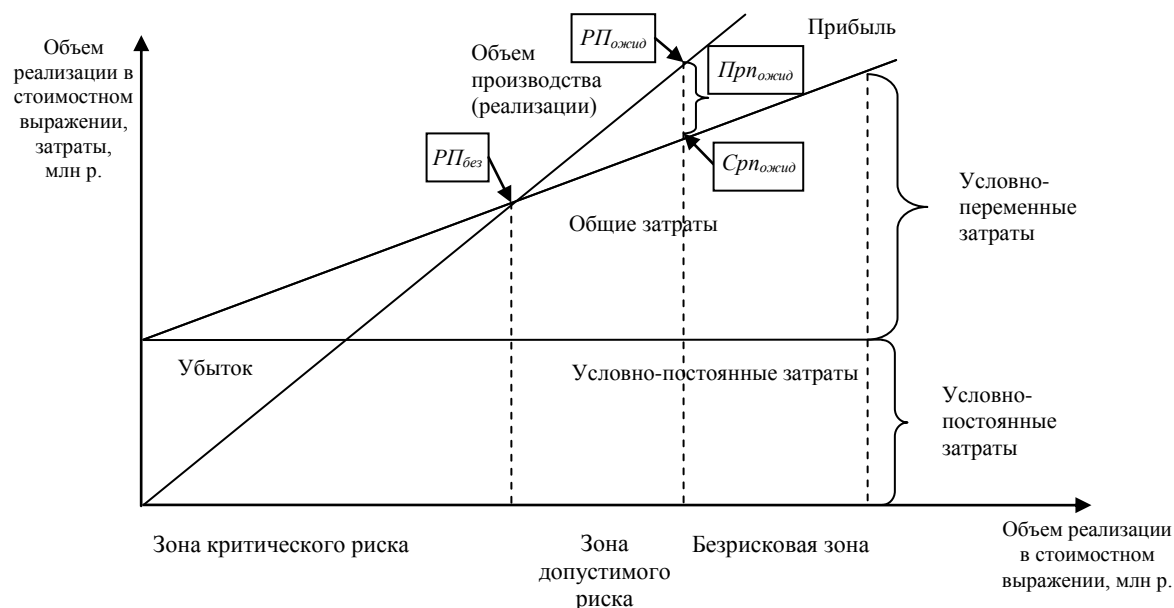 Объем
реализации в
стоимостном
выражении,
затраты,
млн р.
Объем
производства
(реализации)
РПожид
Прибыль
Прпожид
РПбез
Српожид
Общие затраты
Условно-
переменные
затраты
Убыток
Условно-постоянные затраты
Условно-
постоянные
затраты
Зона критического риска
Зона
допустимого
риска
Безрисковая зона
Объем реализации
в стоимостном
выражении, млн р.